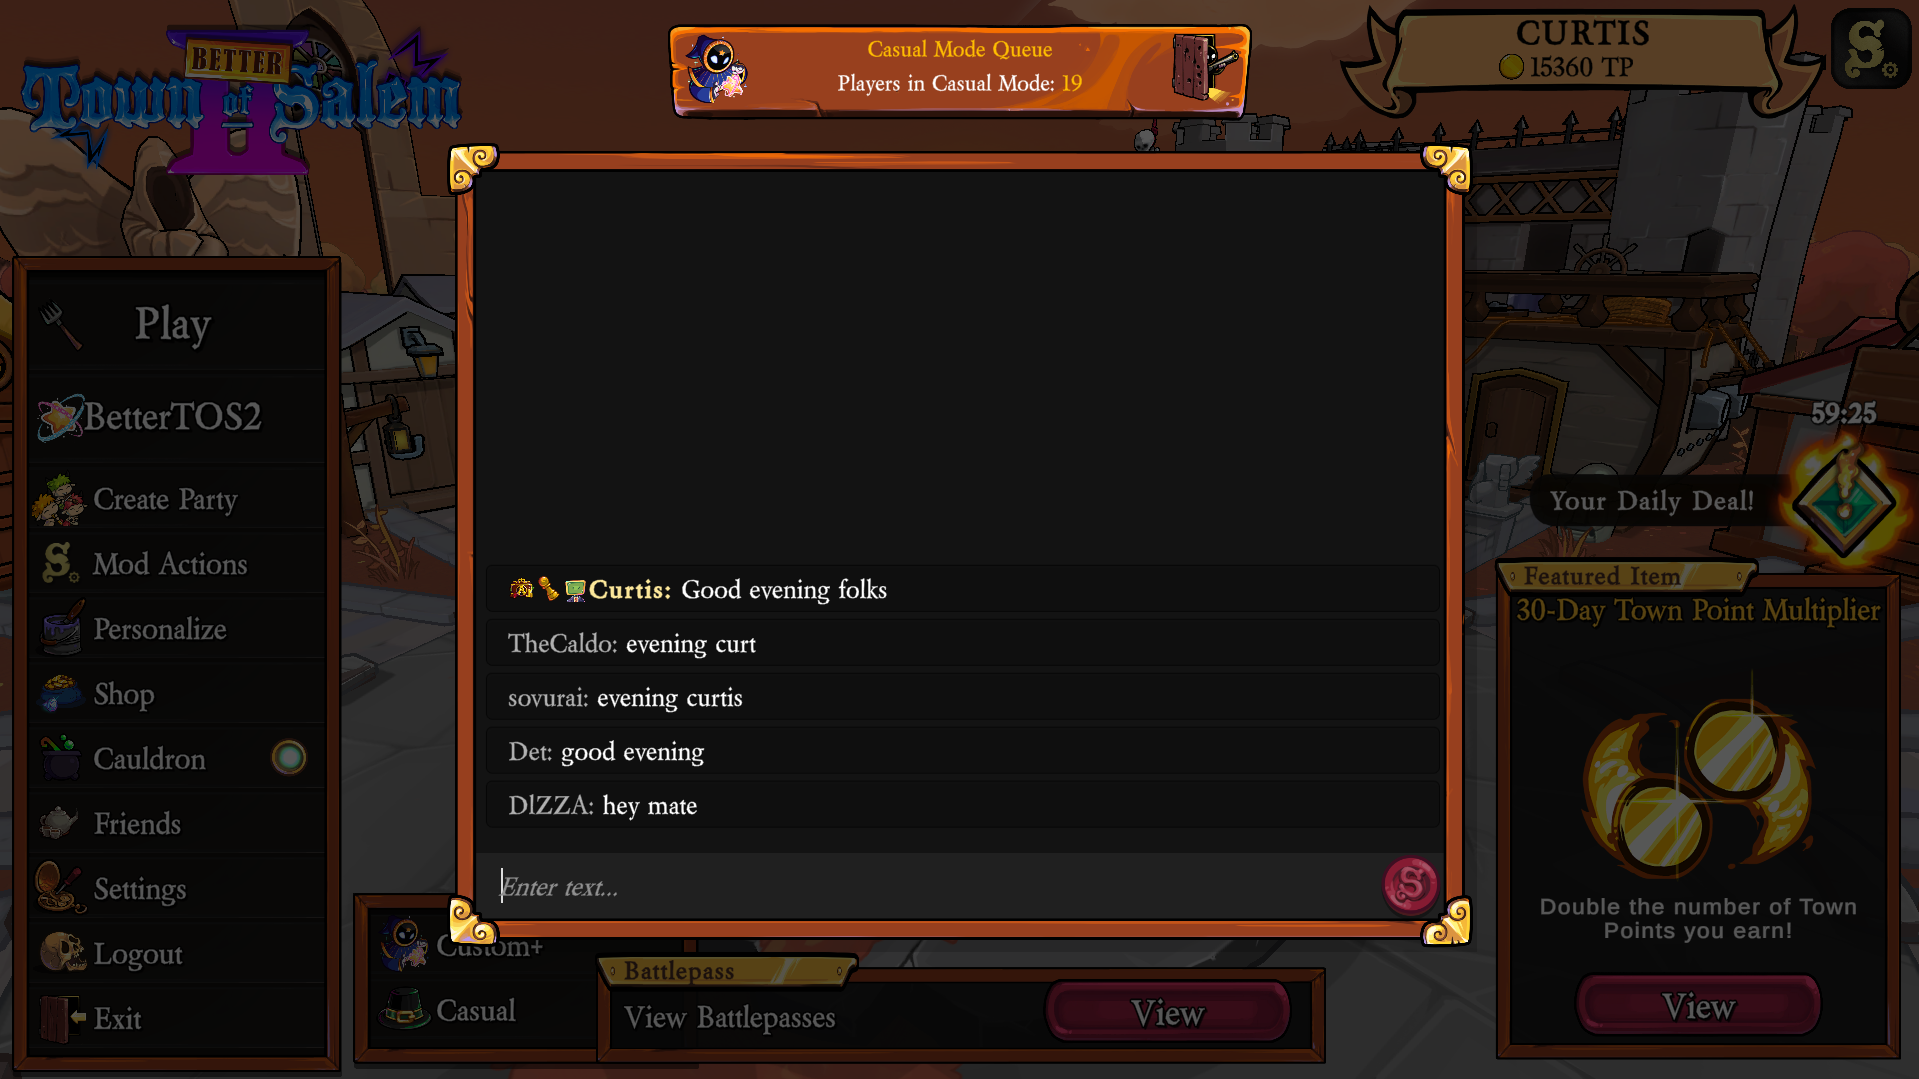 BETTER
Town of Salem
II
Casual Mode Queue
Players in Casual Mode: 19
CURTIS
15360 TP
Play
BetterTOS2
Create Party
Mod Actions
Personalize
Shop
Cauldron
Friends
Settings
Logout
Exit
Curtis: Good evening folks
TheCaldo: evening curt
sovurai: evening curtis
Det: good evening
DlZZA: hey mate
Enter text...
Custom+
Casual
Battlepass
View Battlepasses
View
59:25
Your Daily Deal!
Featured Item
30-Day Town Point Multiplier
Double the number of Town
Points you earn!
View